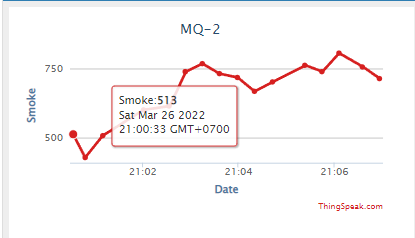 MQ-2
750
500
Smoke
Smoke:513
Sat Mar 26 2022
21:00:33 GMT+0700
21:02
21:04
21:06
Date
ThingSpeak.com